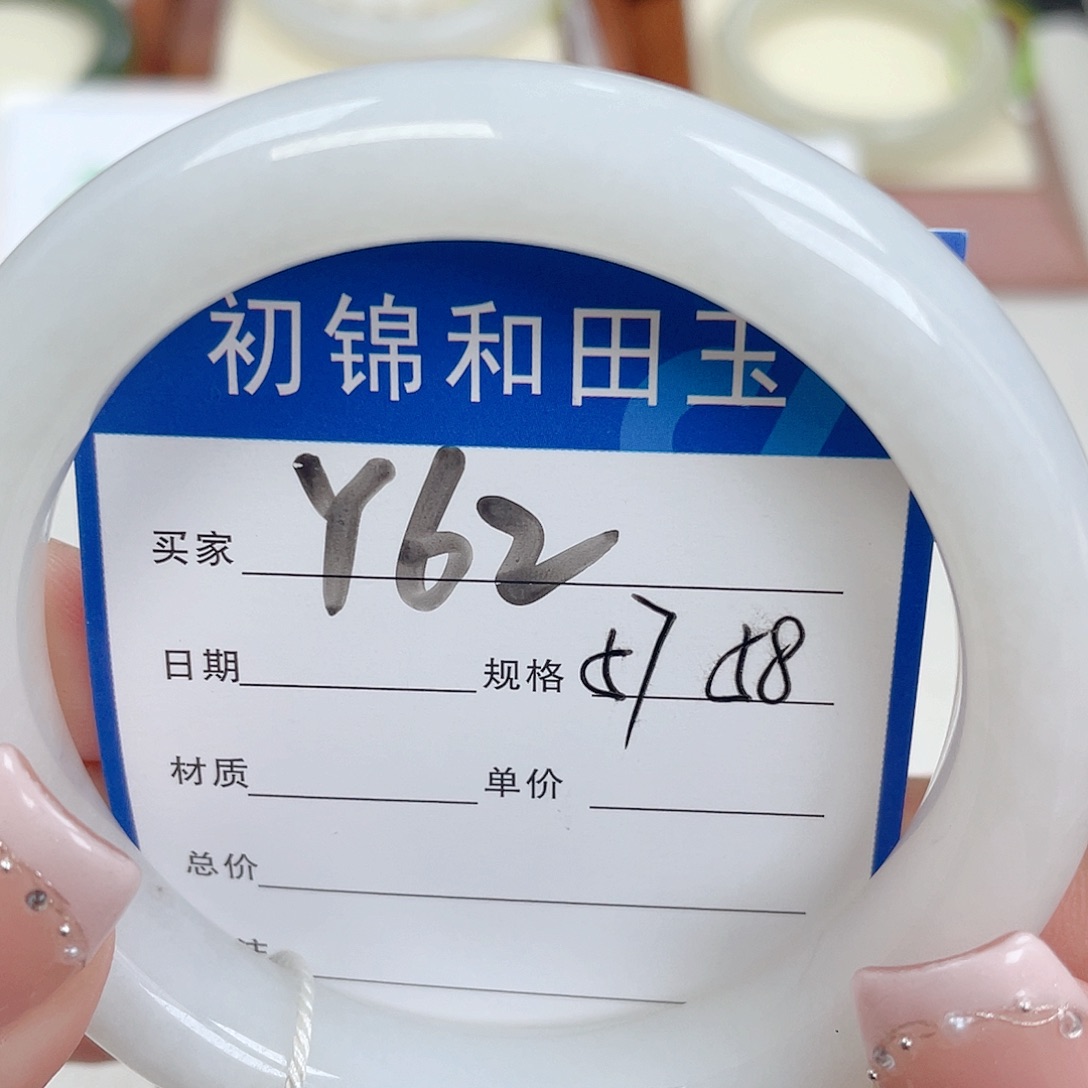 初锦和田玉
买家 Y62
日期 规格 57 58
材质 单价
总价